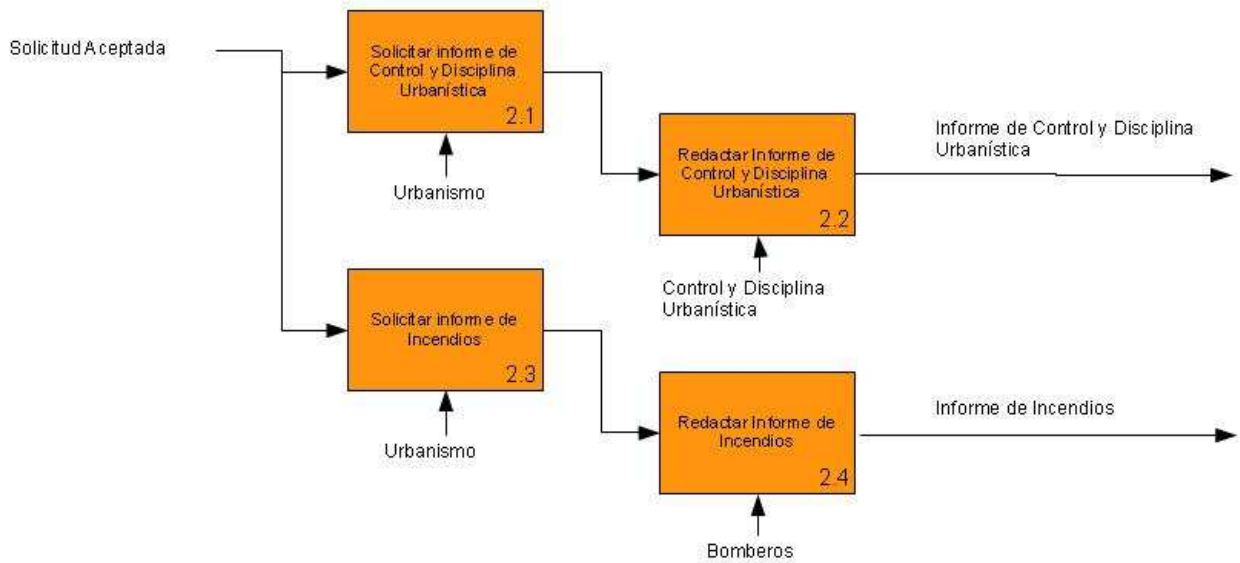 Solicitud Aceptada
Solicitar informe de
Control y Disciplina
Urbanística
2.1
Urbanismo
Redactar Informe de
Control y Disciplina
Urbanística
2.2
Control y Disciplina
Urbanística
Informe de Control y Disciplina
Urbanística
Solicitar informe de
Incendios
2.3
Urbanismo
Redactar Informe de
Incendios
2.4
Bomberos
Informe de Incendios